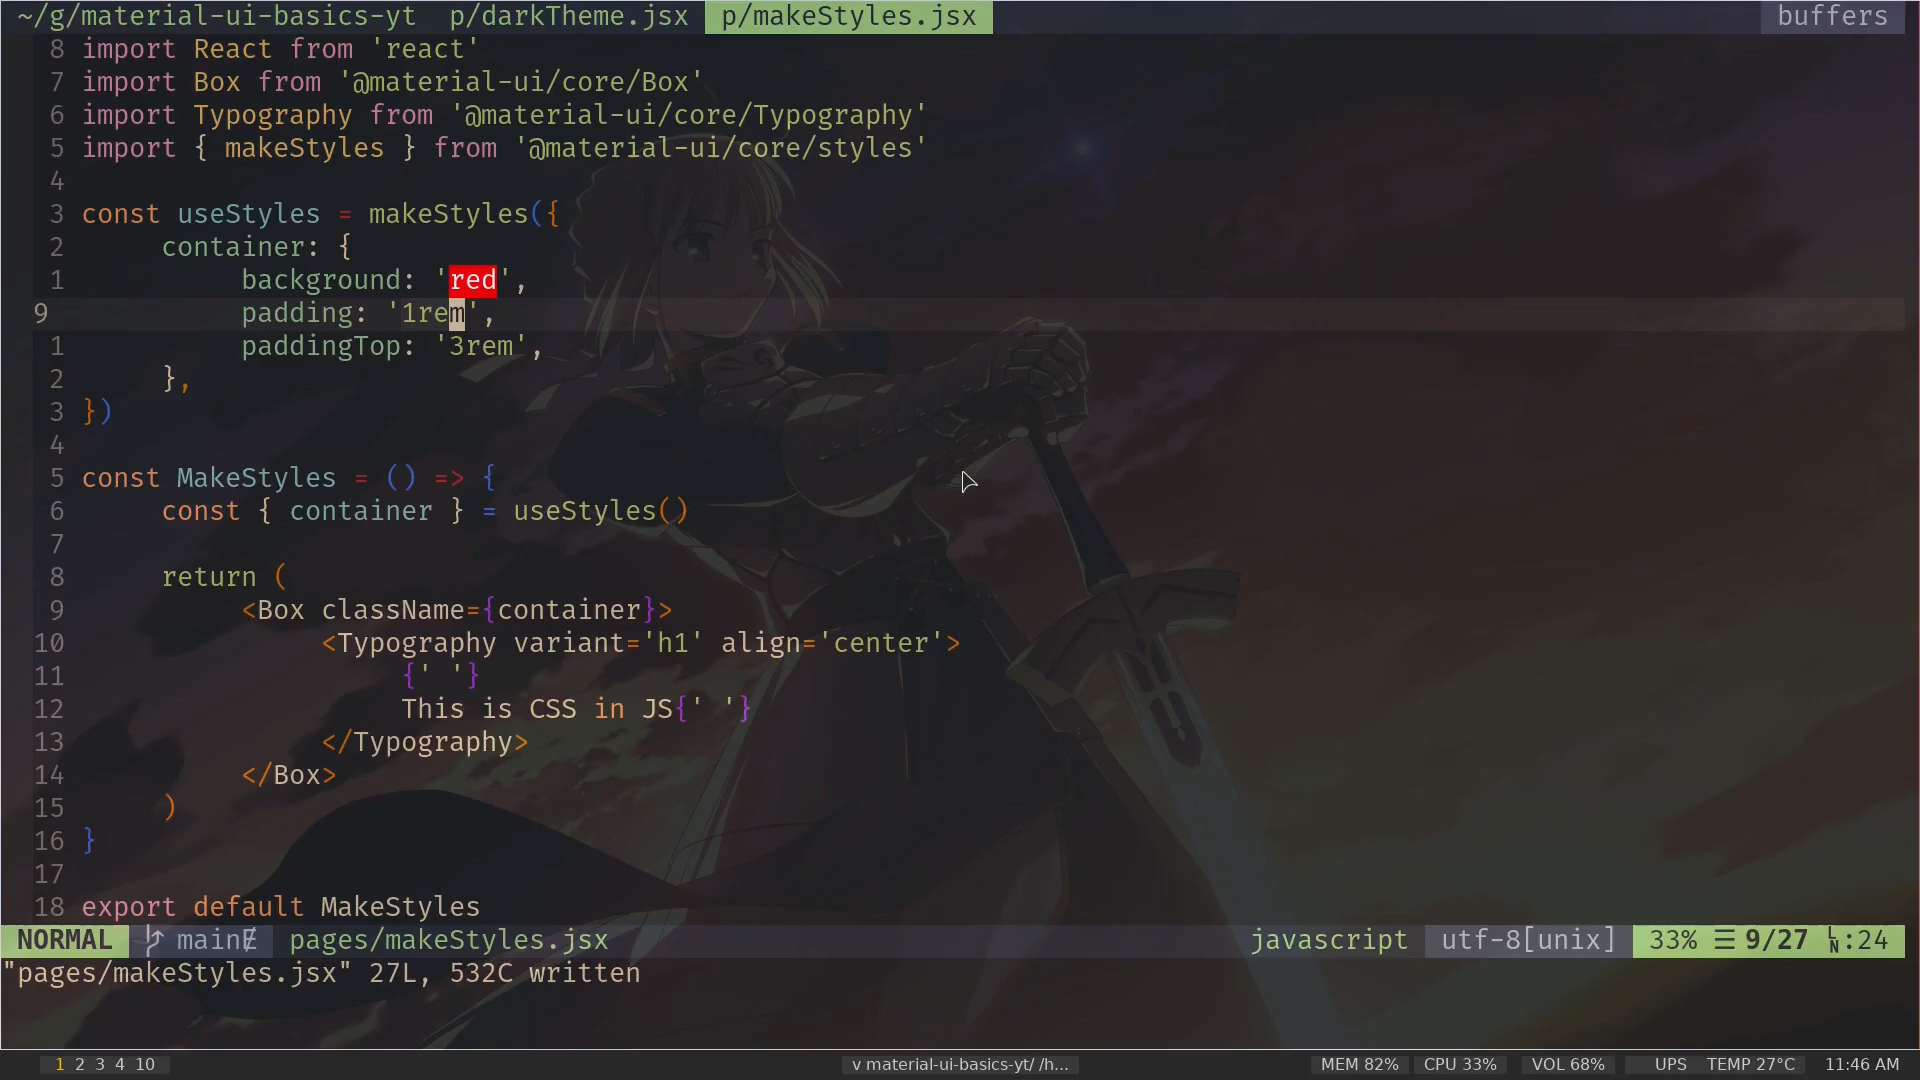 ~/g/material-ui-basics-yt p/darkTheme.jsx p/makeStyles.jsx buffers
8 import React from 'react'
7 import Box from '@material-ui/core/Box'
6 import Typography from '@material-ui/core/Typography'
5 import { makeStyles } from '@material-ui/core/styles'
4
3 const useStyles = makeStyles({
2 container: {
1 background: 'red',
9 padding: '1rem',
1 paddingTop: '3rem',
2 },
3 })
4
5 const MakeStyles = () => {
6 const { container } = useStyles()
7
8 return (
9 <Box className={container}>
10 <Typography variant='h1' align='center'>
11 {' '}
12 This is CSS in JS{' '}
13 </Typography>
14 </Box>
15 )
16 }
17
18 export default MakeStyles
NORMAL main pages/makeStyles.jsx javascript utf-8[unix] 33% ☰ 9/27 LN:24
"pages/makeStyles.jsx" 27L, 532C written
1 2 3 4 10 v material-ui-basics-yt/ /h... MEM 82% CPU 33% VOL 68% UPS TEMP 27°C 11:46 AM